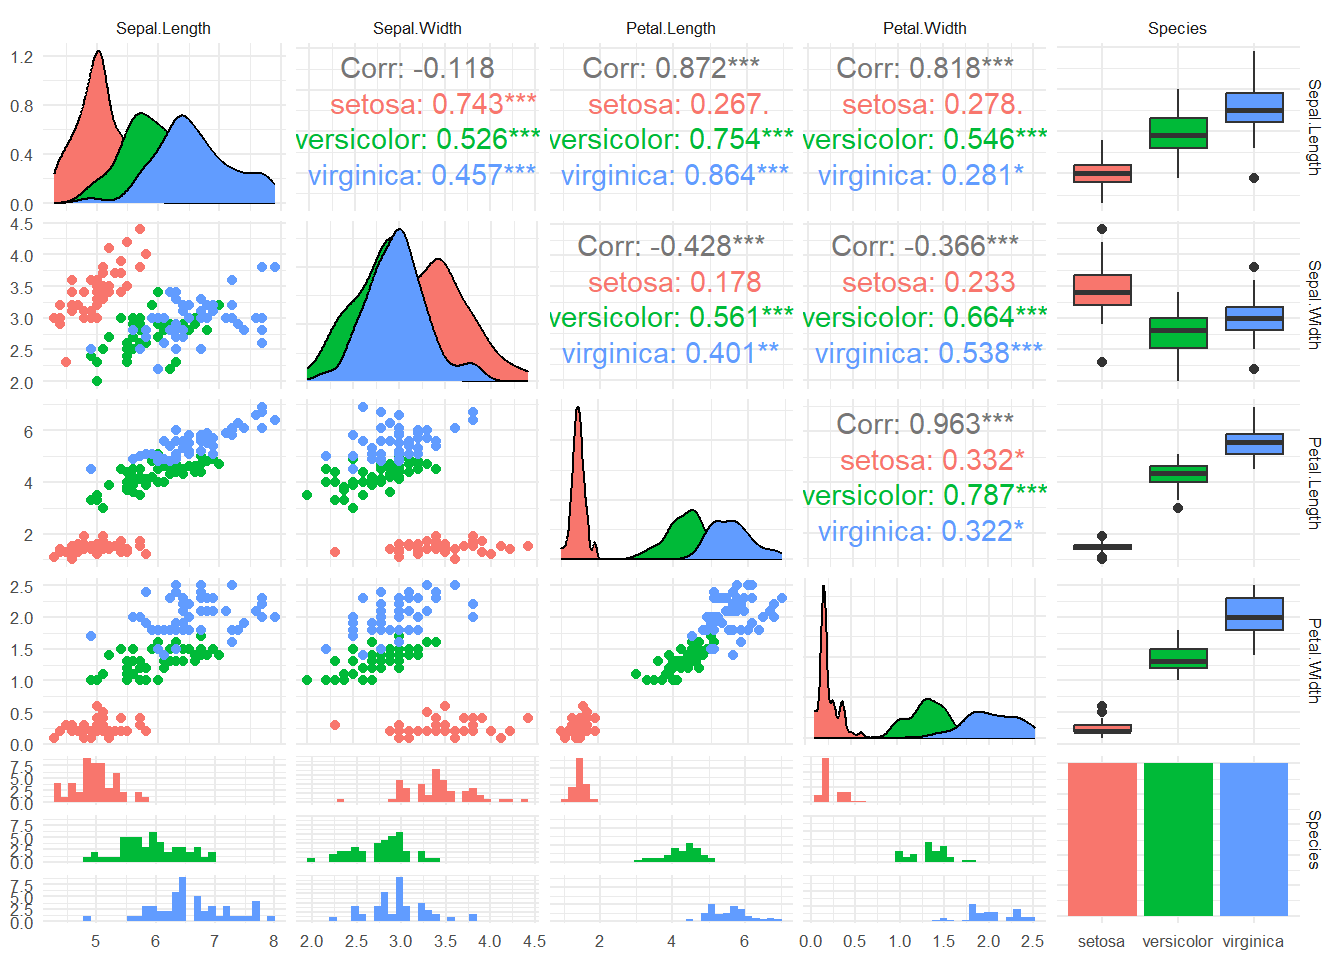 Sepal.Length Sepal.Width Petal.Length Petal.Width Species
1.2
0.8
0.4
0.0
Corr: -0.118
setosa: 0.743***
versicolor: 0.526***
virginica: 0.457***
Corr: 0.872***
setosa: 0.267.
versicolor: 0.754***
virginica: 0.864***
Corr: 0.818***
setosa: 0.278.
versicolor: 0.546***
virginica: 0.281*
Sepal.Length
4.5
4.0
3.5
3.0
2.5
2.0
Corr: -0.428***
setosa: 0.178
versicolor: 0.561***
virginica: 0.401**
Corr: -0.366***
setosa: 0.233
versicolor: 0.664***
virginica: 0.538***
Sepal.Width
6
4
2
Corr: 0.963***
setosa: 0.332*
versicolor: 0.787***
virginica: 0.322*
Petal.Length
2.5
2.0
1.5
1.0
0.5
0.0
Petal.Width
7.5
5.0
2.5
0.0
7.5
5.0
2.5
0.0
7.5
5.0
2.5
0.0
Species
5 6 7 8
2.0 2.5 3.0 3.5 4.0 4.5
2 4 6
0.0 0.5 1.0 1.5 2.0 2.5
setosa versicolor virginica